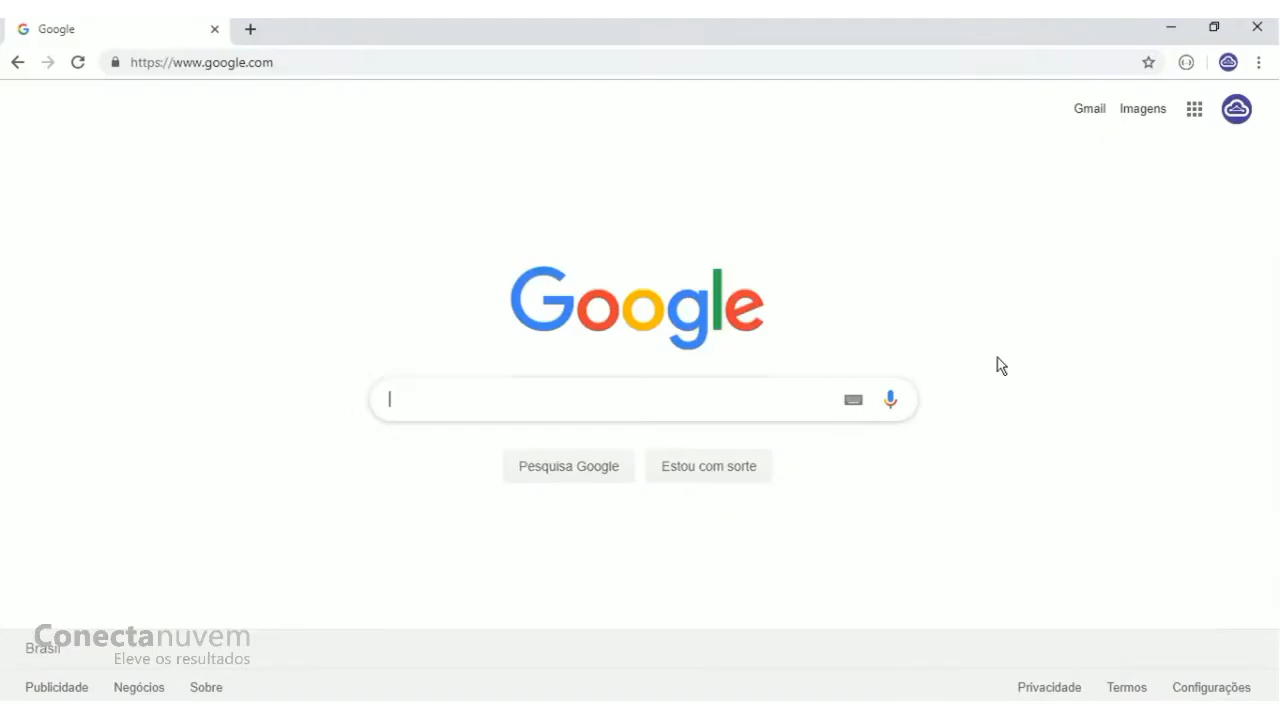 Google
https://www.google.com
Gmail Imagens
Google
Pesquisa Google Estou com sorte
Conectanuvem
Brasil
Eleve os resultados
Publicidade Negócios Sobre Privacidade Termos Configurações